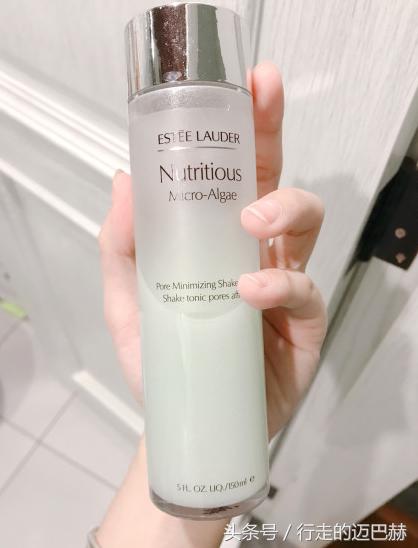 ESTĒE LAUDER
Nutritious
Micro-Algae
Pore Minimizing Shake
Shake tonic pores aff
5 FL. OZ. LIQ./150ml e
头条号 / 行走的迈巴赫